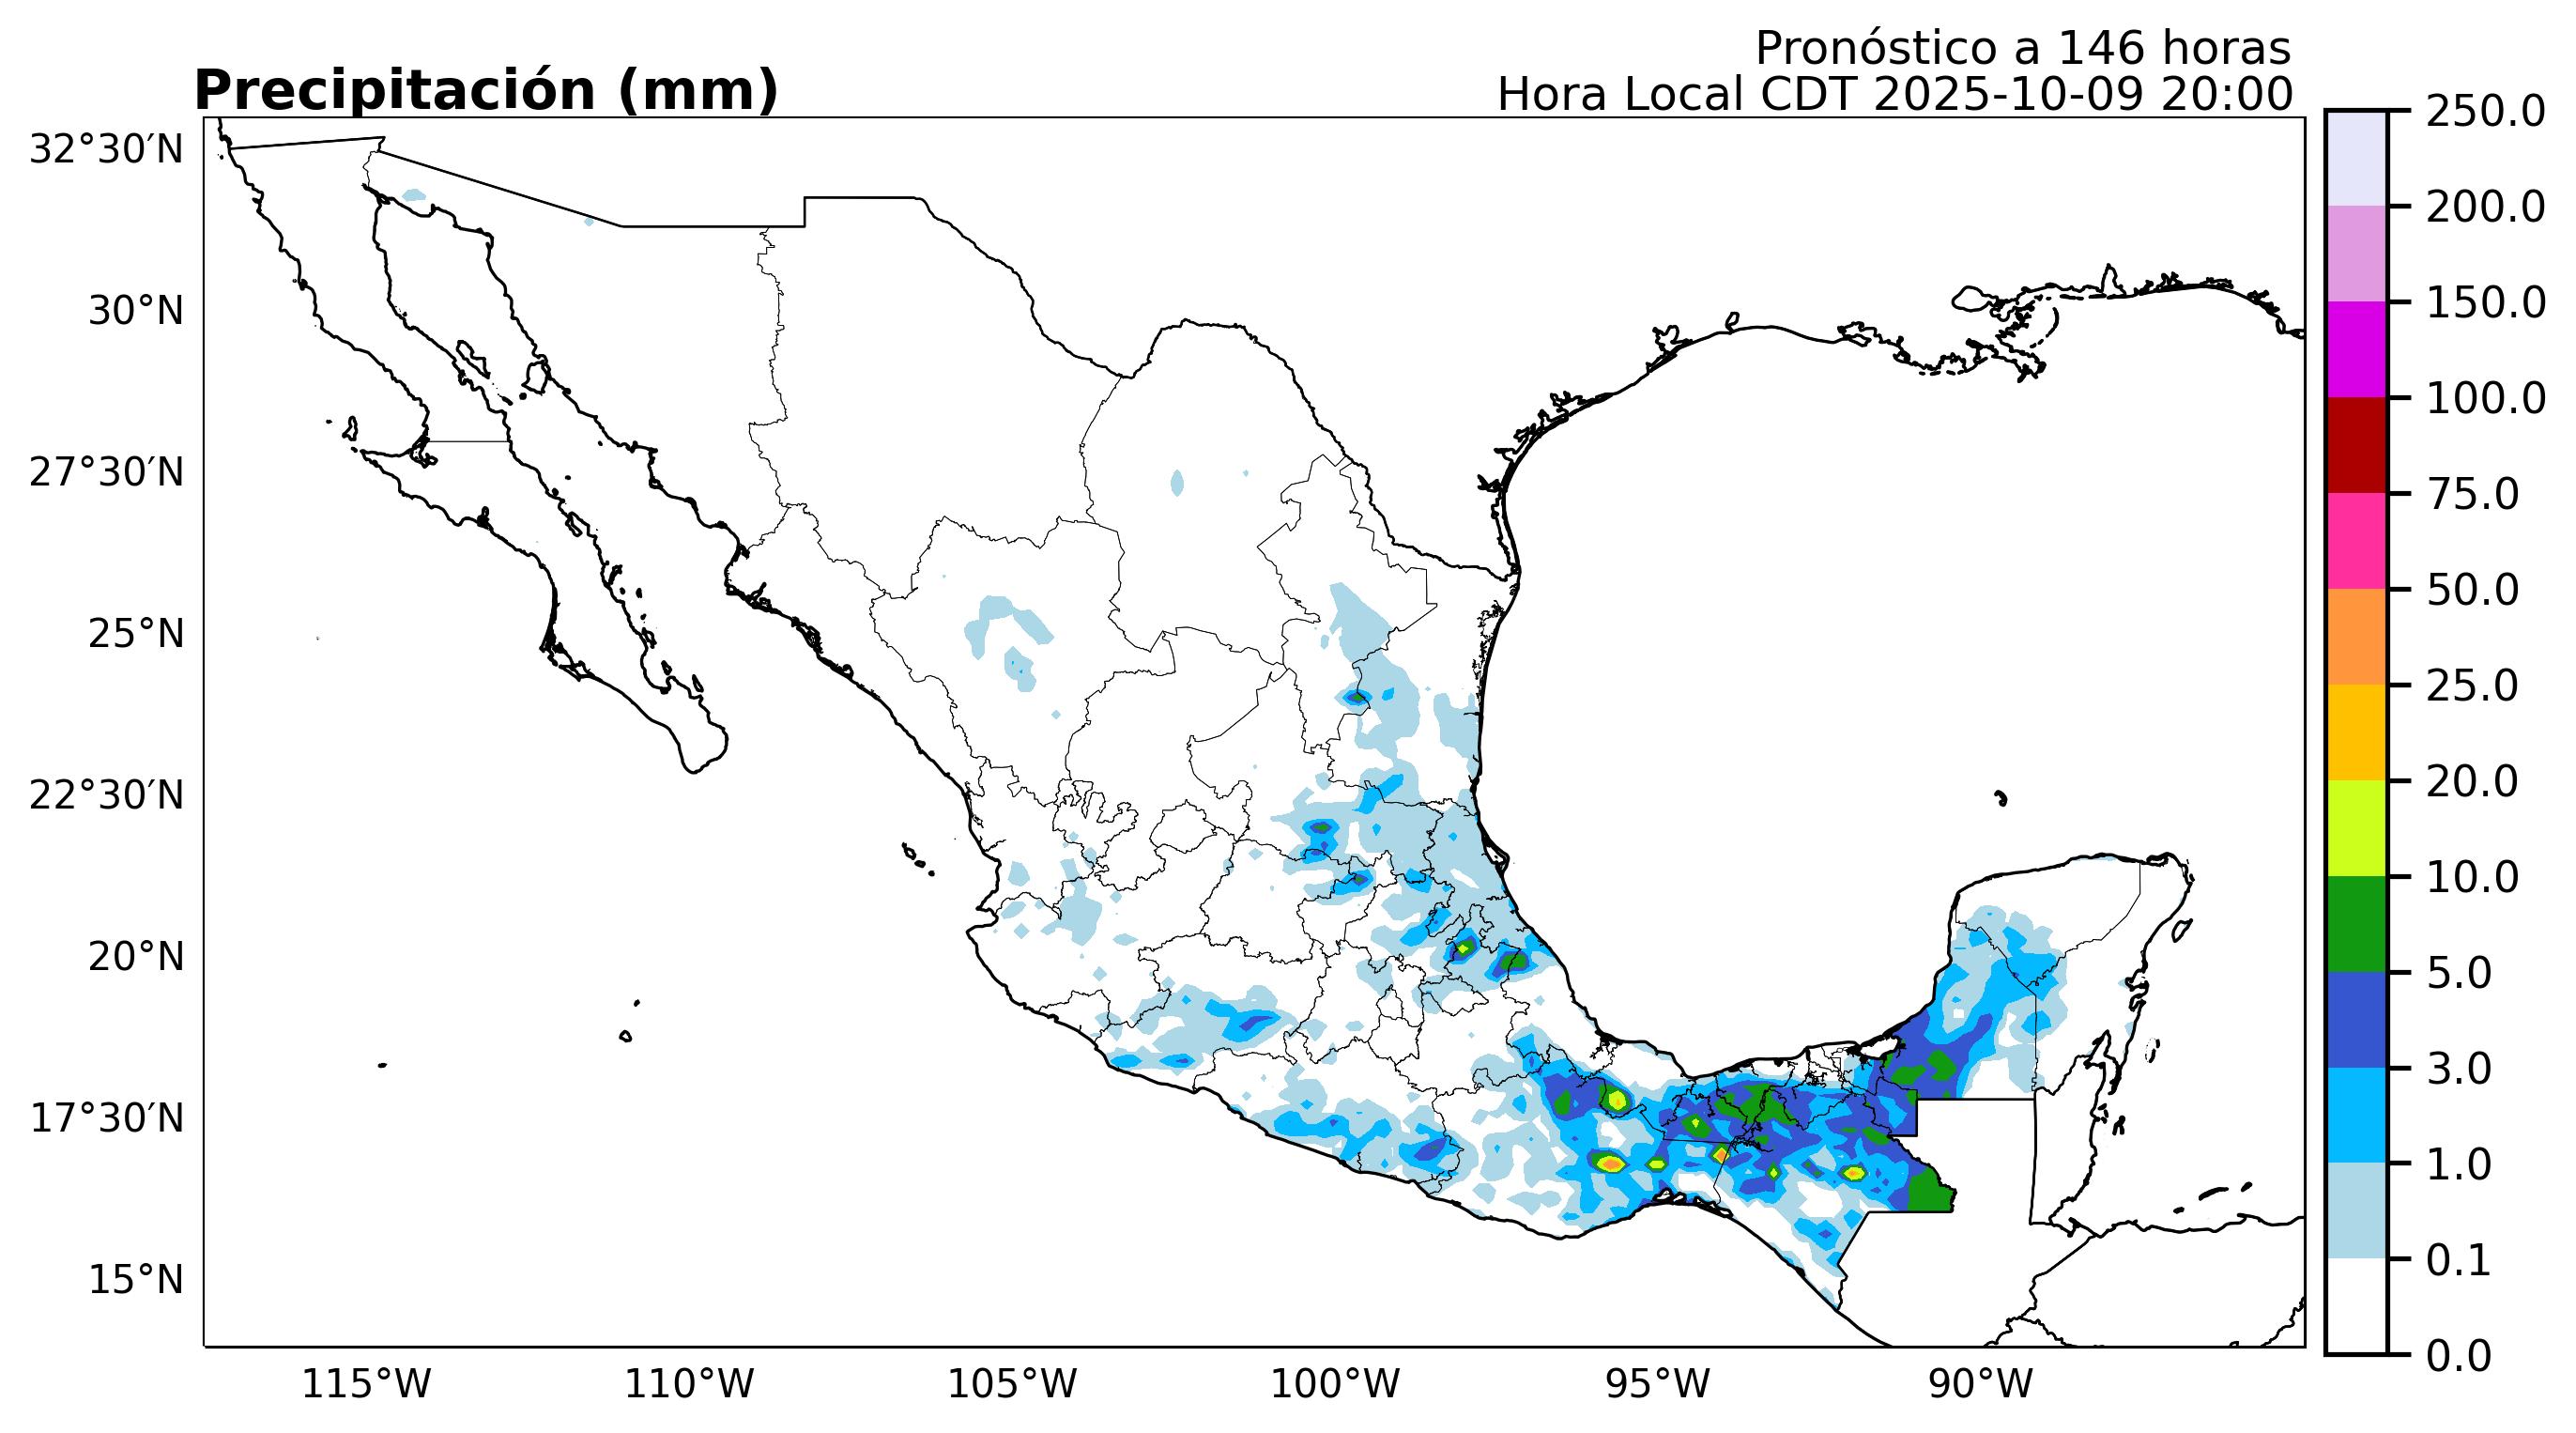 Pronóstico a 146 horas
Precipitación (mm)
Hora Local CDT 2025-10-09 20:00
32°30′N
30°N
27°30′N
25°N
22°30′N
20°N
17°30′N
15°N
115°W
110°W
105°W
100°W
95°W
90°W
250.0
200.0
150.0
100.0
75.0
50.0
25.0
20.0
10.0
5.0
3.0
1.0
0.1
0.0